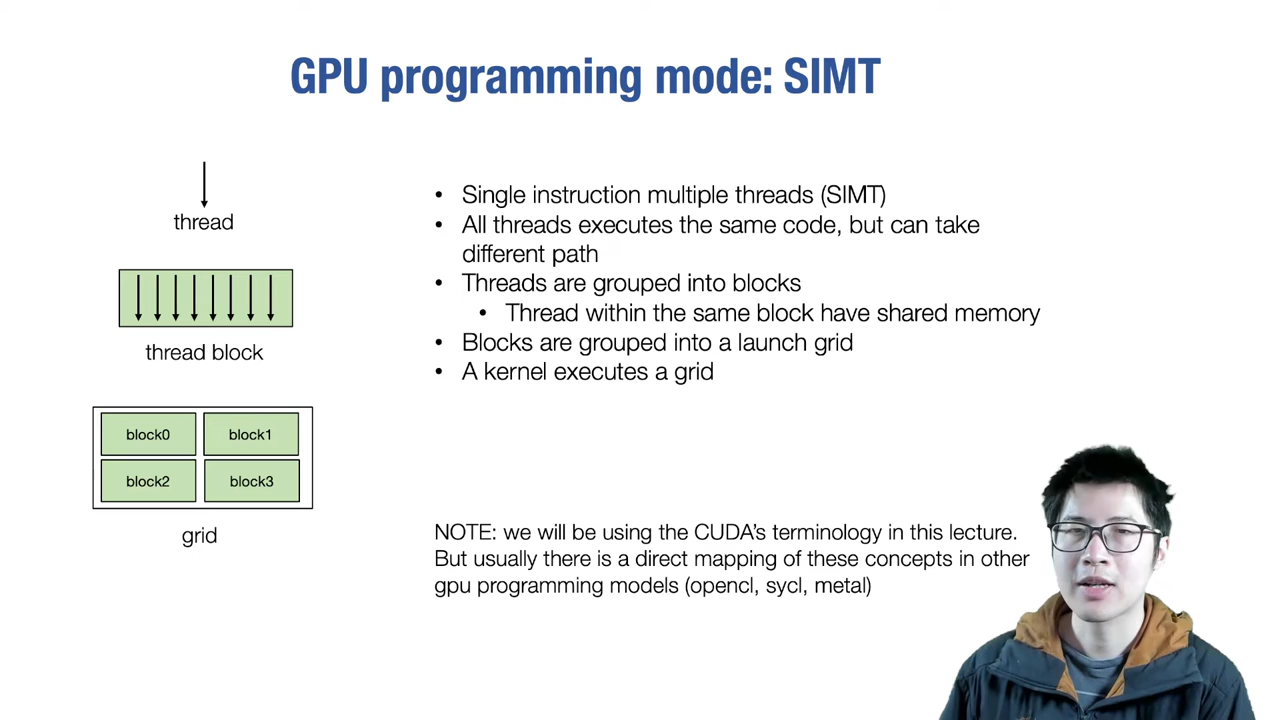 GPU programming mode: SIMT
thread
thread block
block0
block1
block2
block3
grid
• Single instruction multiple threads (SIMT)
• All threads executes the same code, but can take
different path
• Threads are grouped into blocks
• Thread within the same block have shared memory
• Blocks are grouped into a launch grid
• A kernel executes a grid
NOTE: we will be using the CUDA’s terminology in this lecture.
But usually there is a direct mapping of these concepts in other
gpu programming models (opencl, sycl, metal)